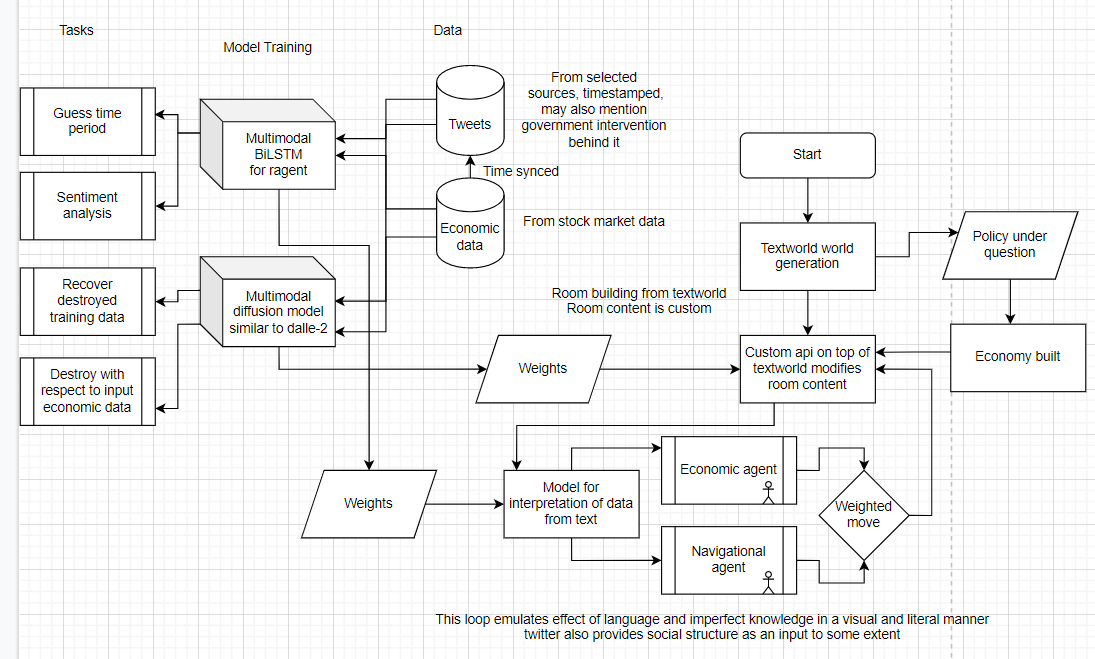 Tasks
Model Training
Data
Guess time
period
Sentiment
analysis
Recover
destroyed
training data
Destroy with
respect to input
economic data
Multimodal
BiLSTM
for ragent
Multimodal
diffusion model
similar to dalle-2
Tweets
Time synced
Economic
data
From selected
sources, timestamped,
may also mention
government intervention
behind it
From stock market data
Room building from textworld
Room content is custom
Start
Textworld world
generation
Policy under
question
Economy built
Custom api on top of
textworld modifies
room content
Weights
Weights
Model for
interpretation of data
from text
Economic agent
Navigational
agent
Weighted
move
This loop emulates effect of language and imperfect knowledge in a visual and literal manner
twitter also provides social structure as an input to some extent